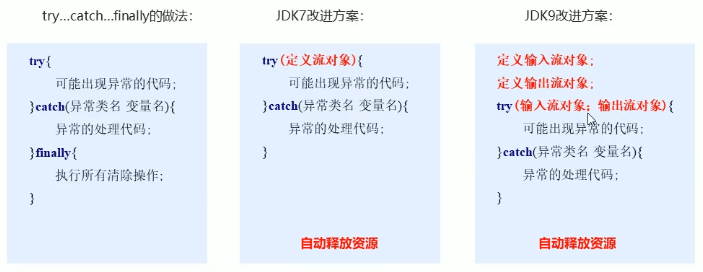 try...catch...finally的做法：
try{
可能出现异常的代码;
}catch(异常类名 变量名){
异常的处理代码;
}finally{
执行所有清除操作;
}
JDK7改进方案：
try(定义流对象){
可能出现异常的代码;
}catch(异常类名 变量名){
异常的处理代码;
}
自动释放资源
JDK9改进方案：
定义输入流对象;
定义输出流对象;
try(输入流对象；输出流对象){
可能出现异常的代码;
}catch(异常类名 变量名){
异常的处理代码;
}
自动释放资源